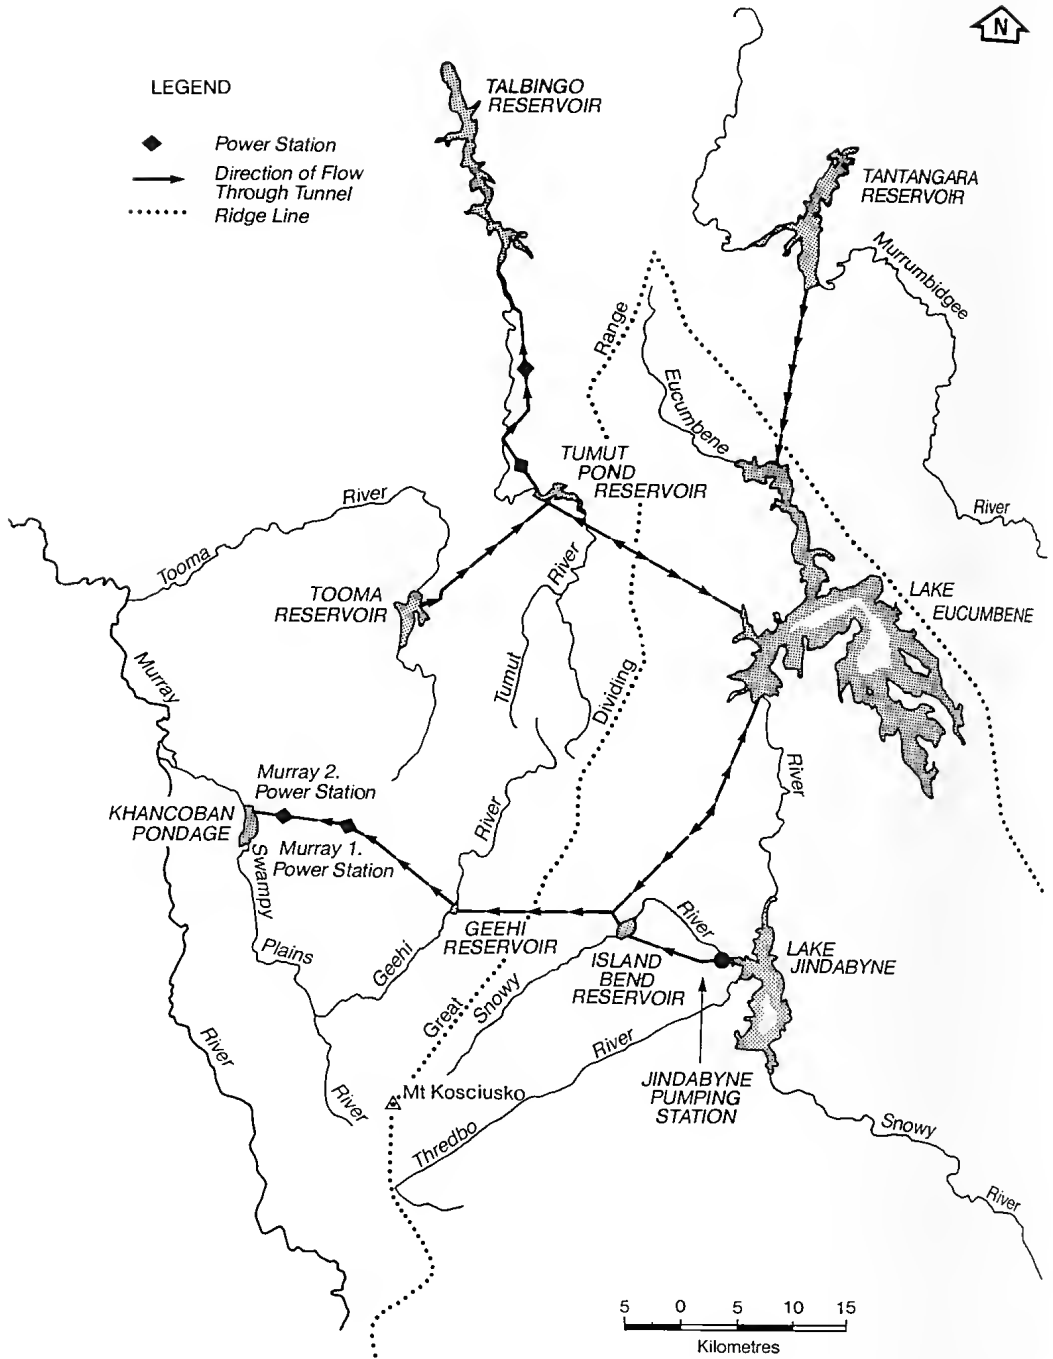 N
LEGEND
Power Station
Direction of Flow
Through Tunnel
Ridge Line
TALBINGO
RESERVOIR
TANTANGARA
RESERVOIR
Murrumbidgee
River
Range
Eucumbene
TUMUT
POND
RESERVOIR
River
Tooma
TOOMA
RESERVOIR
River
Tumut
Dividing
LAKE
EUCUMBENE
Murray
River
Murray 2.
Power Station
KHANCOBAN
PONDAGE
Murray 1.
Power Station
River
Swampy
Plains
River
GEEHI
RESERVOIR
Geehi
River
ISLAND
BEND
RESERVOIR
LAKE
JINDABYNE
Snowy
Great
River
River
River
JINDABYNE
PUMPING
STATION
Mt Kosciusko
Thredbo
Snowy
River
5 0 5 10 15
Kilometres